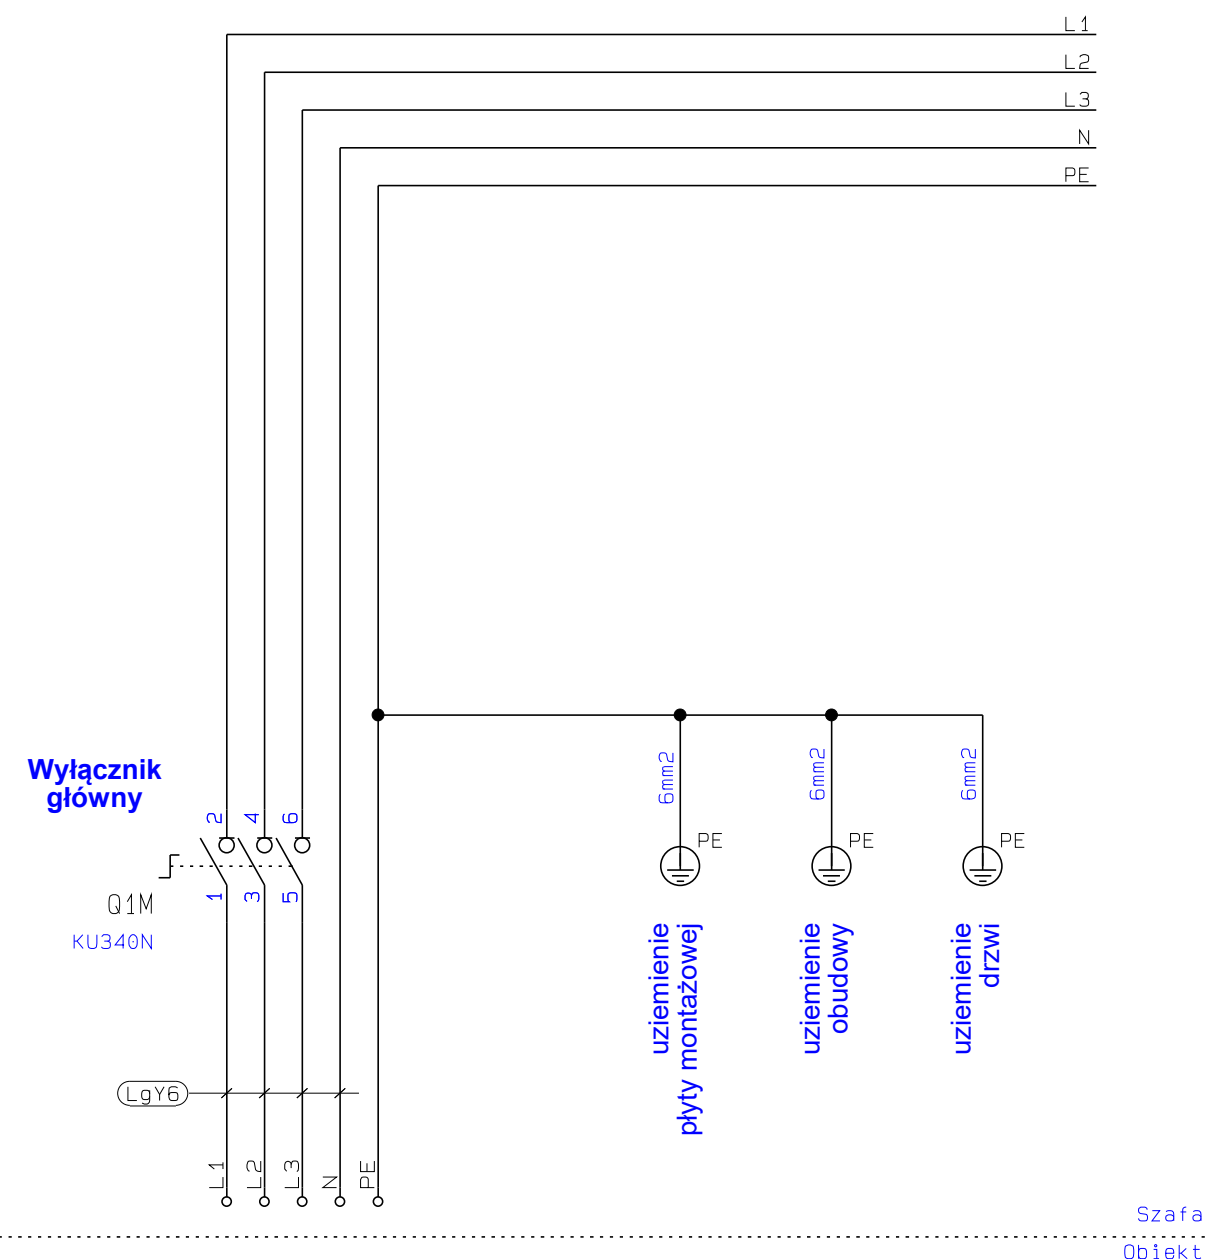 L1
L2
L3
N
PE
Wyłącznik
główny
2
4
6
6mm2
6mm2
6mm2
PE
PE
PE
1
3
5
Q1M
KU340N
uziemienie
płyty montażowej
uziemienie
obudowy
uziemienie
drzwi
LgY6
L1
L2
L3
N
PE
Szafa
Obiekt